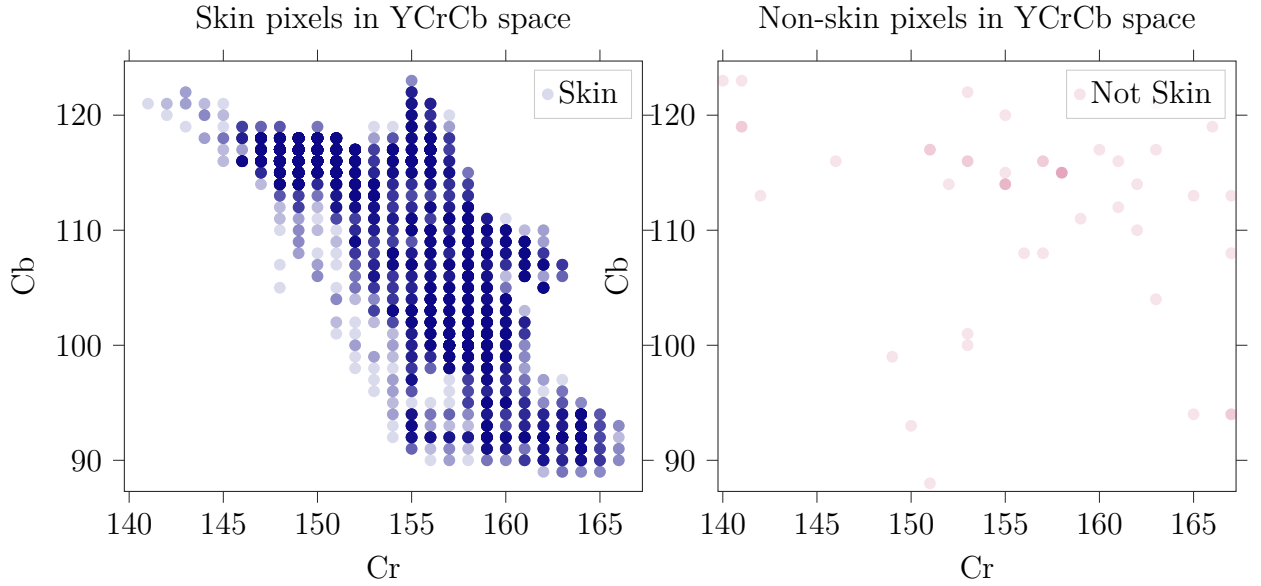 Skin pixels in YCrCb space
Skin
120
110
100
90
Cb
140 145 150 155 160 165
Cr
Non-skin pixels in YCrCb space
Not Skin
120
110
100
90
Cb
140 145 150 155 160 165
Cr